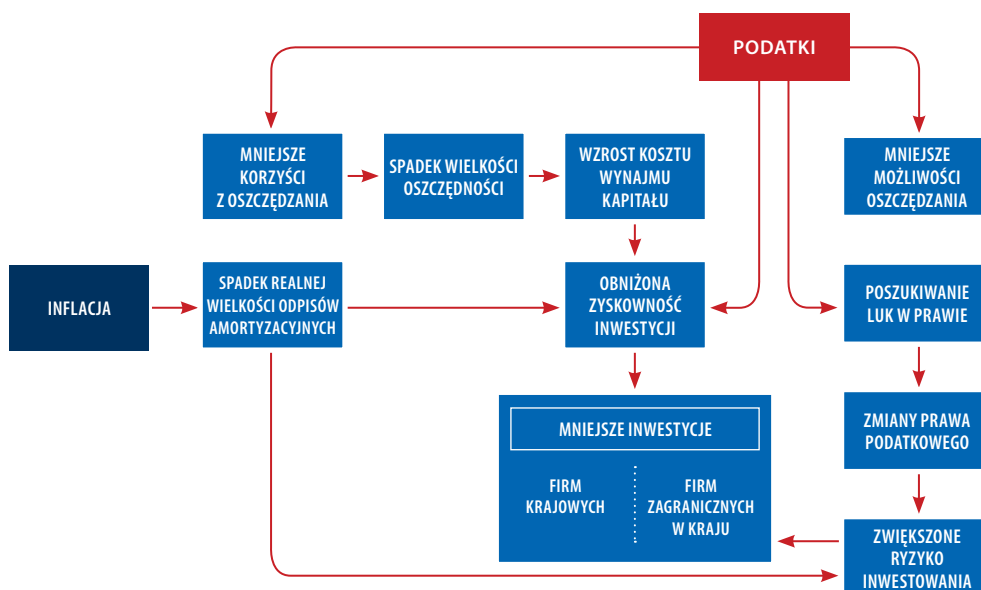 PODATKI
MNIEJSZE
KORZYŚCI
Z OSZCZĘDZANIA
SPADEK WIELKOŚCI
OSZCZĘDNOŚCI
WZROST KOSZTU
WYNAJMU
KAPITAŁU
MNIEJSZE
MOŻLIWOŚCI
OSZCZĘDZANIA
INFLACJA
SPADEK REALNEJ
WIELKOŚCI ODPISÓW
AMORTYZACYJNYCH
OBNIŻONA
ZYSKOWNOŚĆ
INWESTYCJI
POSZUKIWANIE
LUK W PRAWIE
MNIEJSZE INWESTYCJE
FIRM
KRAJOWYCH
FIRM
ZAGRANICZNYCH
W KRAJU
ZMIANY PRAWA
PODATKOWEGO
ZWIĘKSZONE
RYZYKO
INWESTOWANIA